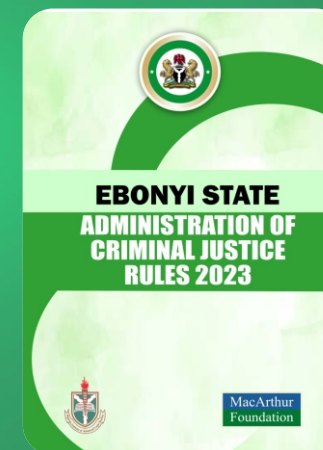 EBONYI STATE
ADMINISTRATION OF
CRIMINAL JUSTICE
RULES 2023
MacArthur
Foundation